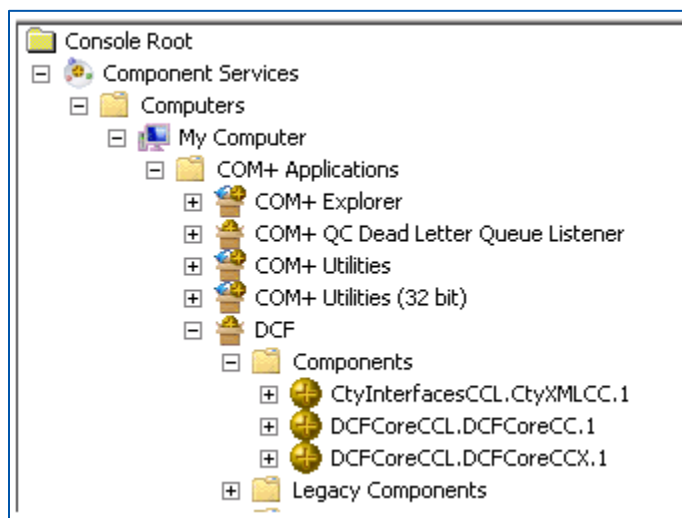 Console Root
Component Services
Computers
My Computer
COM+ Applications
COM+ Explorer
COM+ QC Dead Letter Queue Listener
COM+ Utilities
COM+ Utilities (32 bit)
DCF
Components
CtyInterfacesCCL.CtyXMLCC.1
DCFCoreCCL.DCFCoreCC.1
DCFCoreCCL.DCFCoreCCX.1
Legacy Components